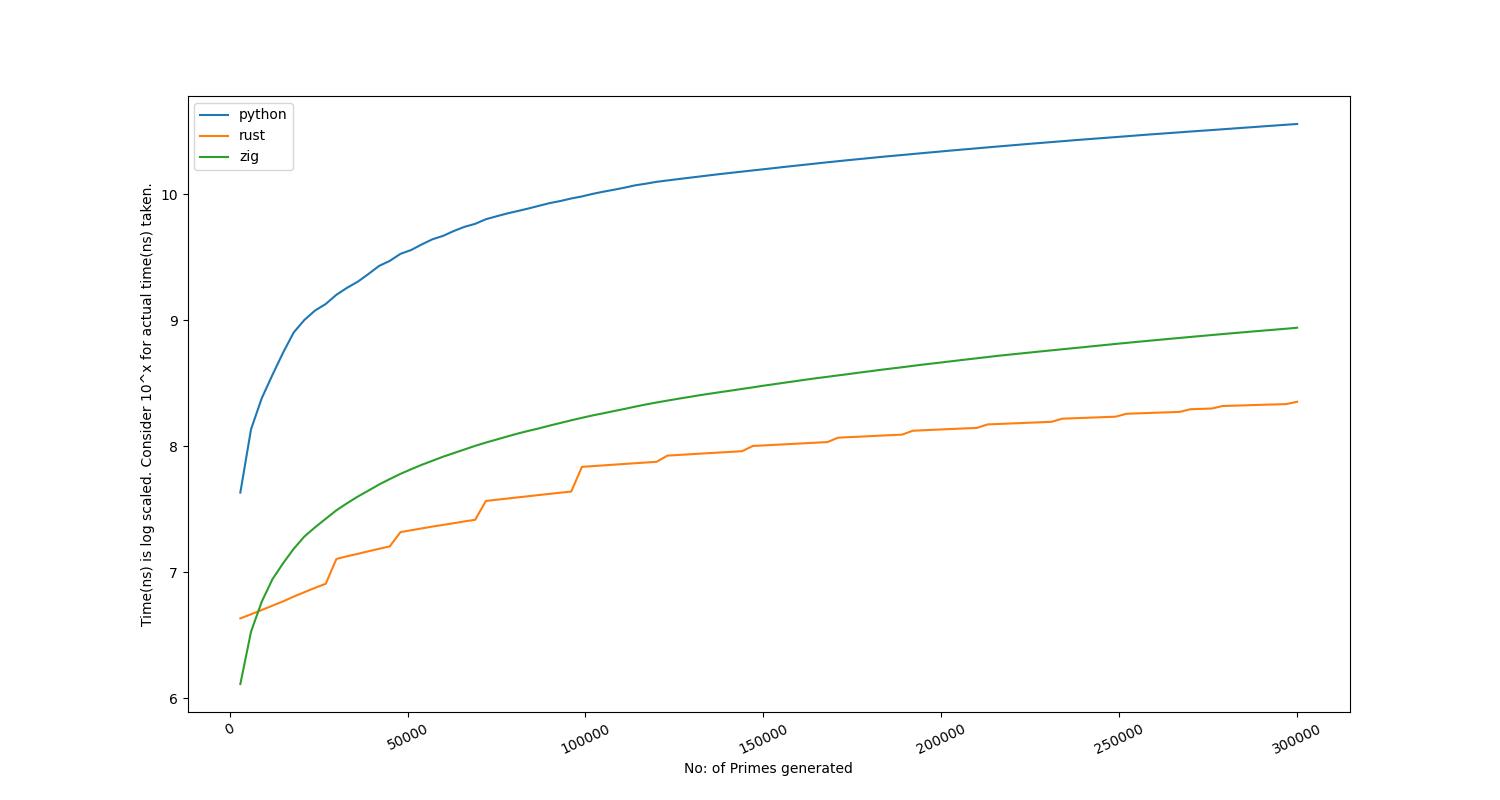 python
rust
zig
Time(ns) is log scaled. Consider 10^x for actual time(ns) taken.
10
9
8
7
6
0
50000
100000
150000
200000
250000
300000
No: of Primes generated